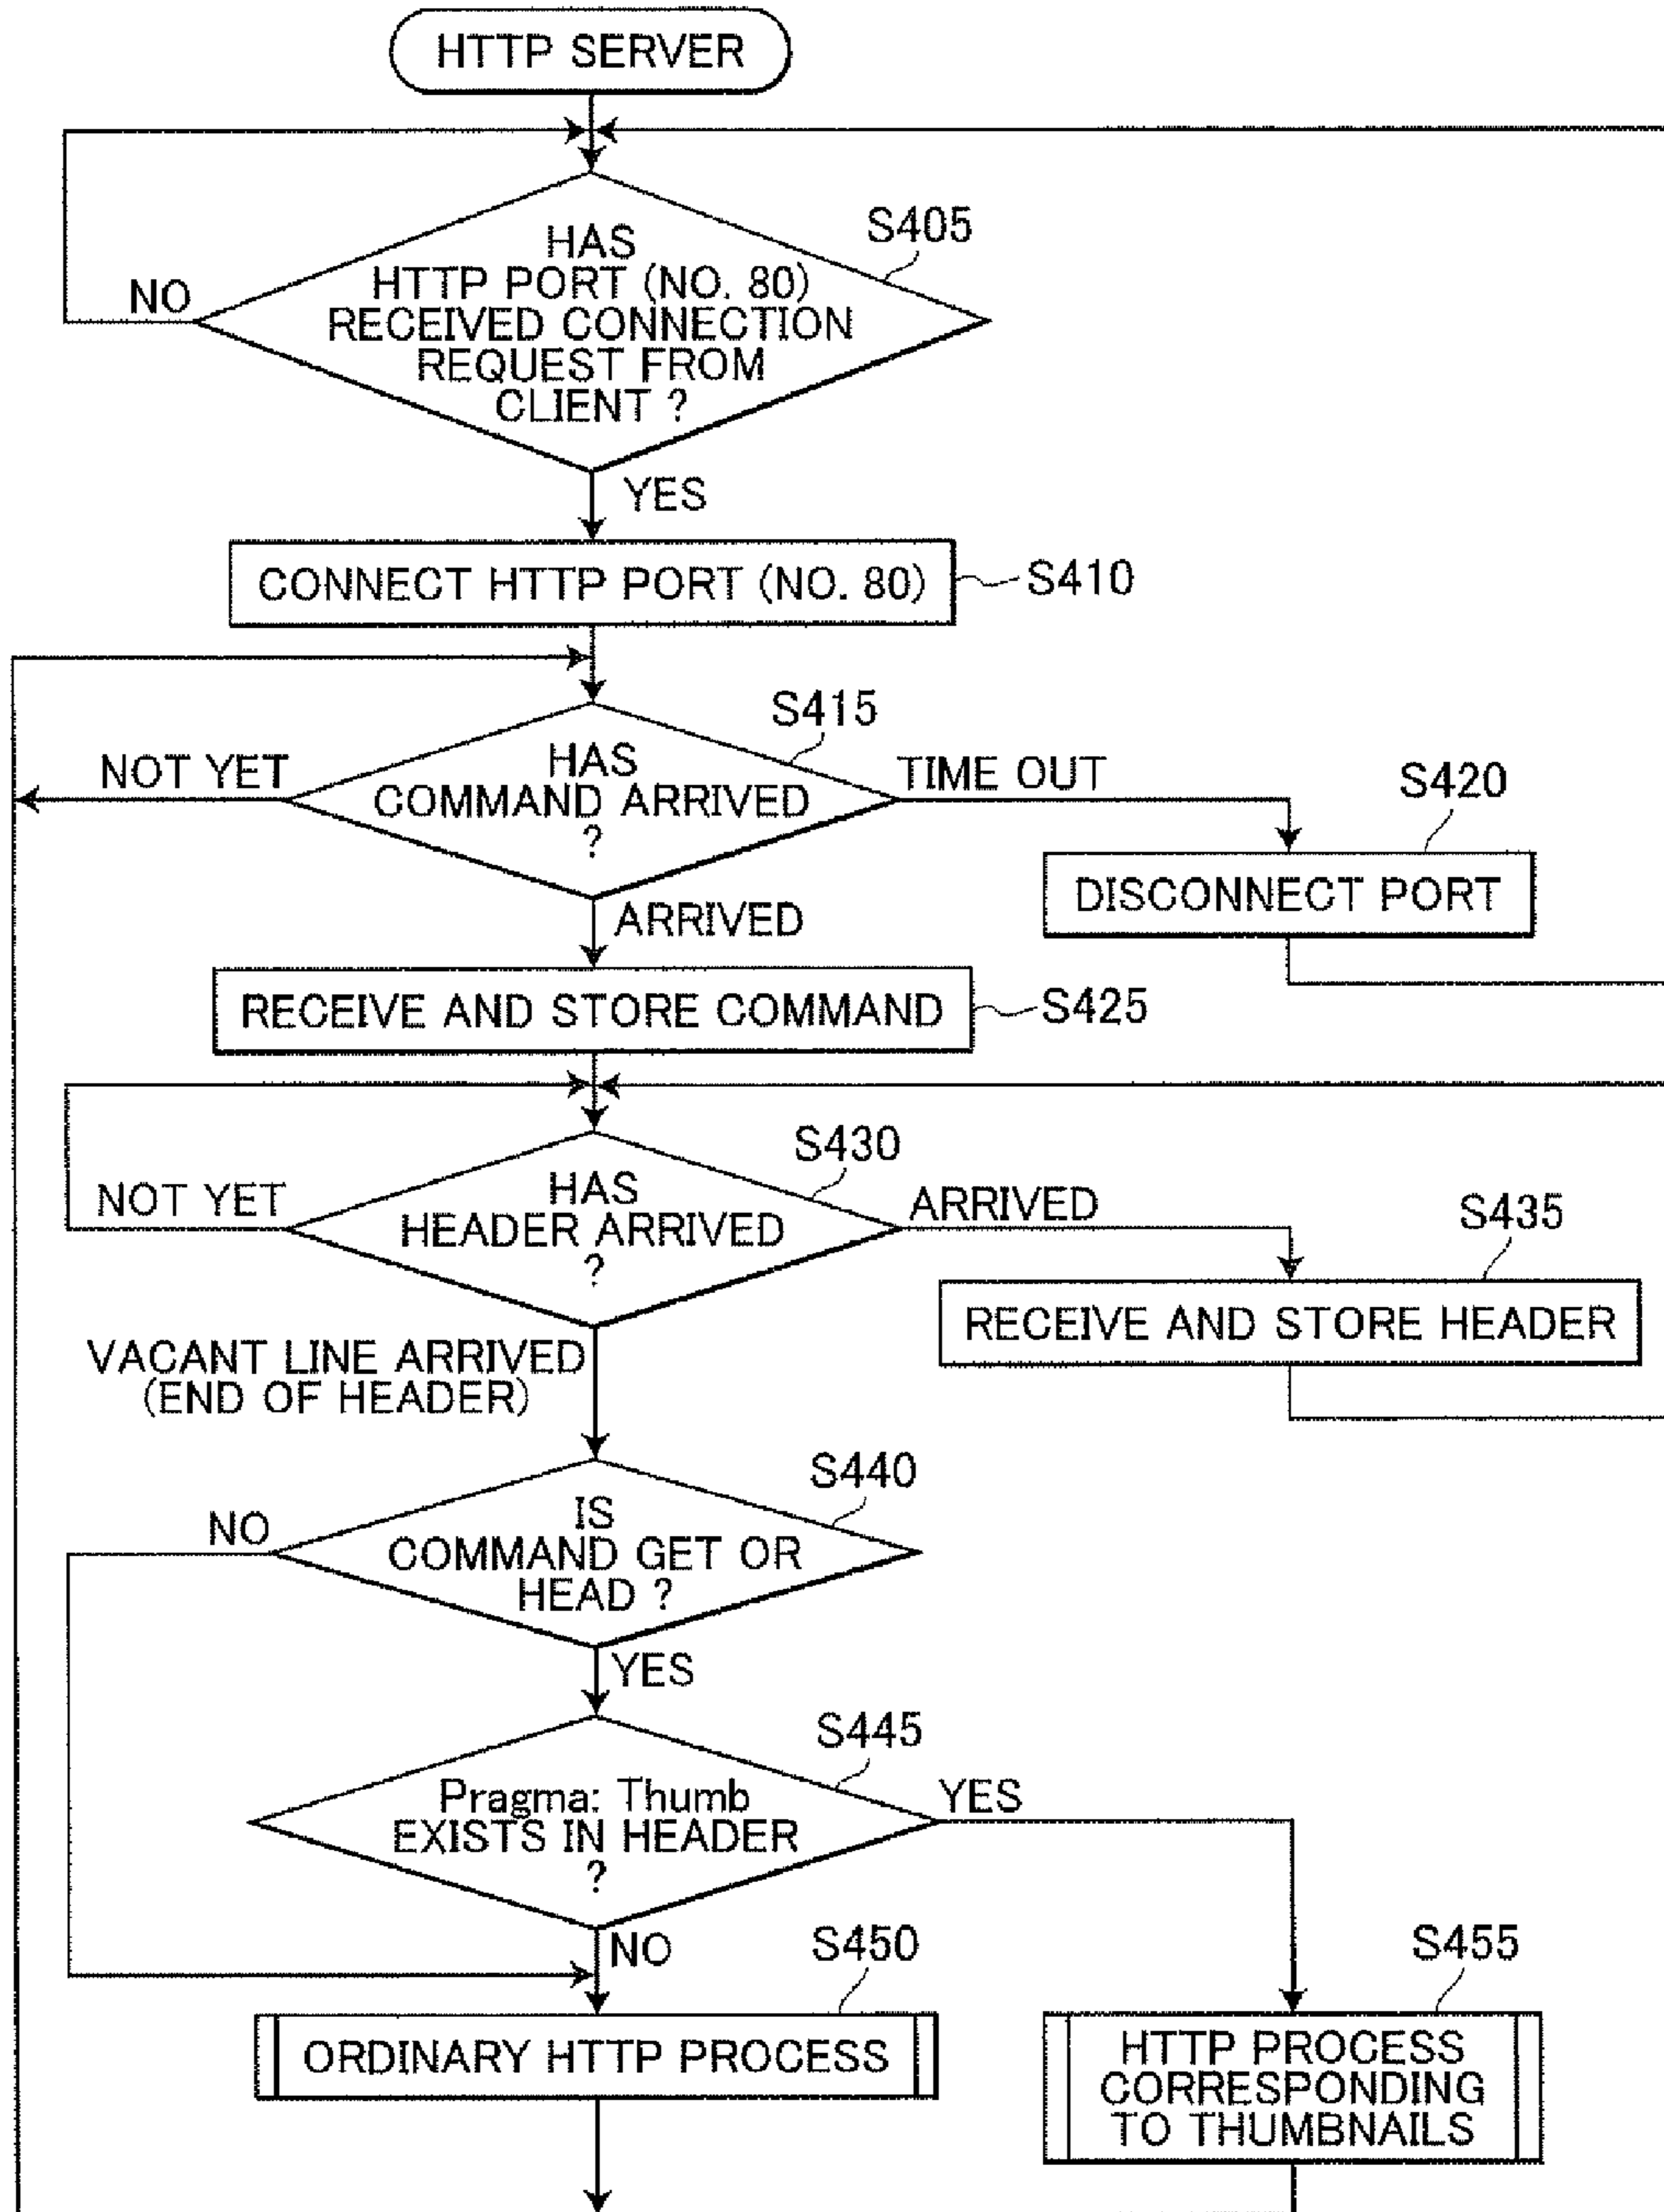 HTTP SERVER
S405
HAS
HTTP PORT (NO. 80)
RECEIVED CONNECTION
REQUEST FROM
CLIENT ?
NO
YES
CONNECT HTTP PORT (NO. 80)
S410
S415
HAS
COMMAND ARRIVED
?
NOT YET
TIME OUT
S420
DISCONNECT PORT
ARRIVED
RECEIVE AND STORE COMMAND
S425
S430
HAS
HEADER ARRIVED
?
NOT YET
ARRIVED
S435
RECEIVE AND STORE HEADER
VACANT LINE ARRIVED
(END OF HEADER)
S440
IS
COMMAND GET OR
HEAD ?
NO
YES
S445
Pragma: Thumb
EXISTS IN HEADER
?
YES
NO
S450
ORDINARY HTTP PROCESS
S455
HTTP PROCESS
CORRESPONDING
TO THUMBNAILS